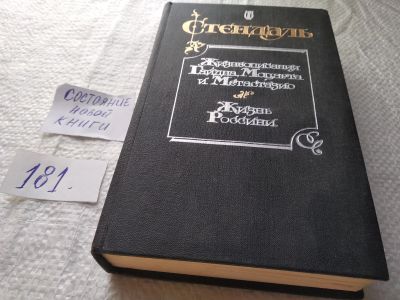 Стендаль
Жизнеописания
Гайдна, Моцарта
и Метастазио
Жизнь
Россини
СОСТОЯНИЕ
НОВОЙ
КНИГИ
181.